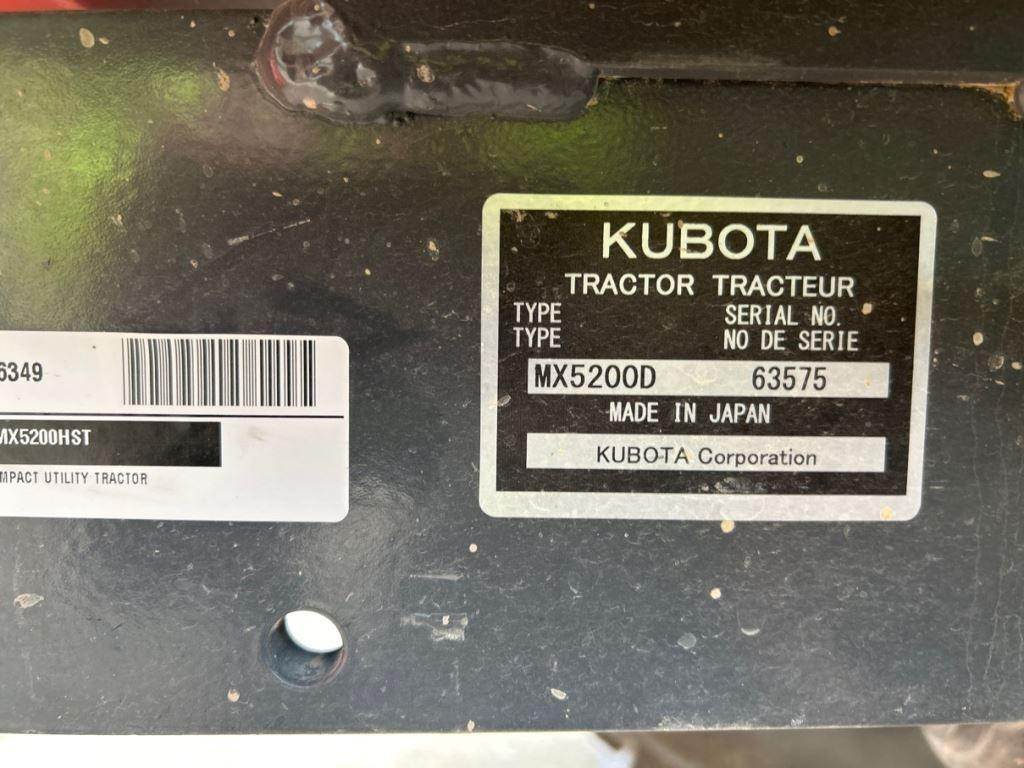 6349
MX5200HST
MPACT UTILITY TRACTOR
KUBOTA
TRACTOR TRACTEUR
TYPE SERIAL NO.
TYPE NO DE SERIE
MX5200D 63575
MADE IN JAPAN
KUBOTA Corporation